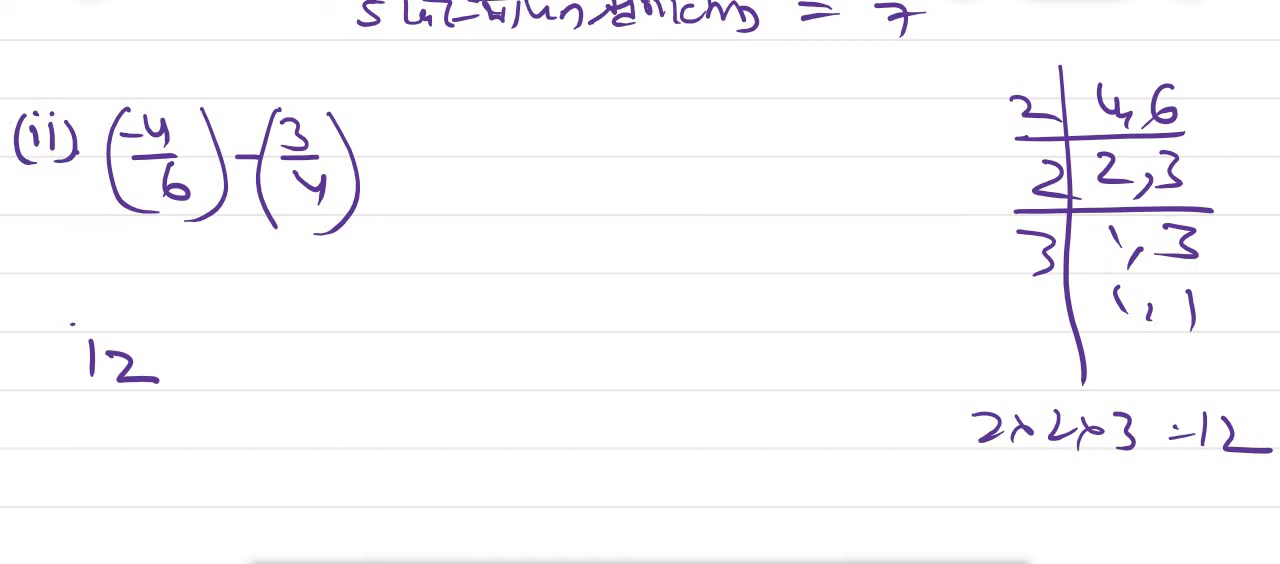 = 7
(ii) (-4/6) - (3/4)
2 | 4, 6
2 | 2, 3
3 | 1, 3
1, 1
12
2 × 2 × 3 = 12